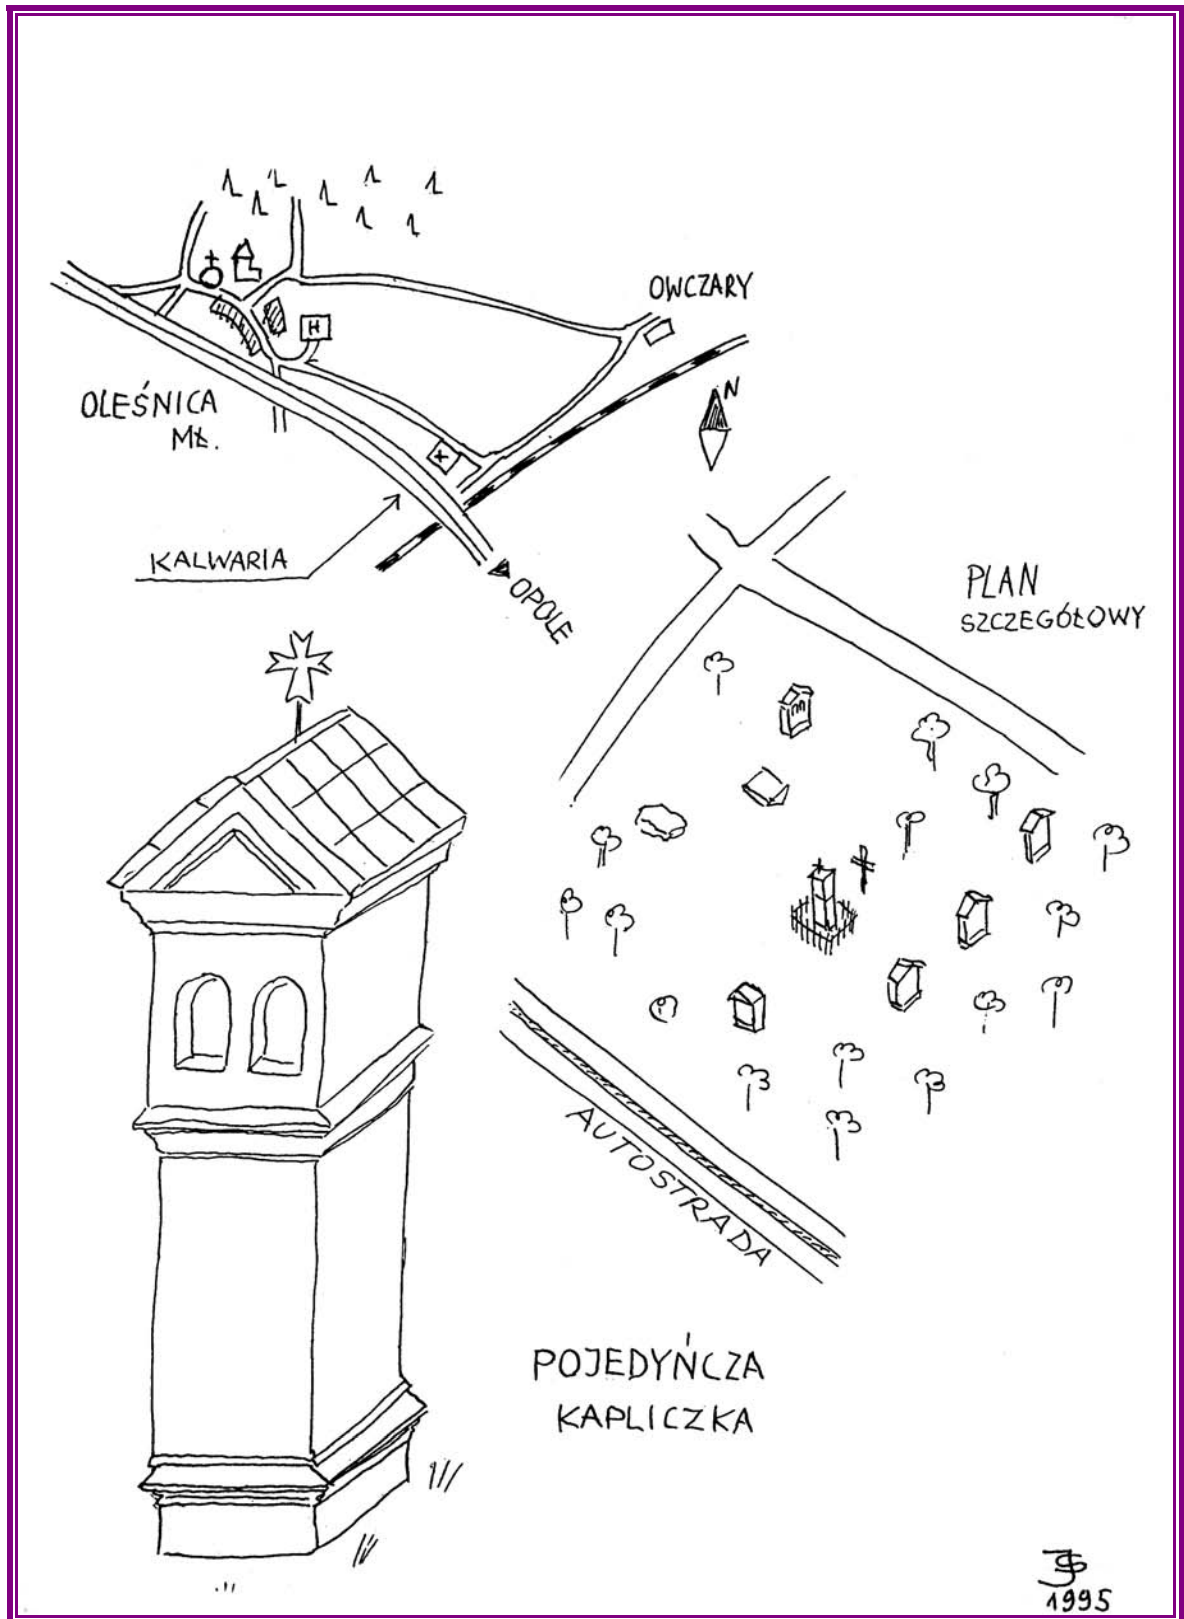 OWCZARY
H
N
OLEŚNICA
MŁ.
KALWARIA
OPOLE
PLAN
SZCZEGÓŁOWY
AUTOSTRADA
POJEDYŃCZA
KAPLICZKA
1995